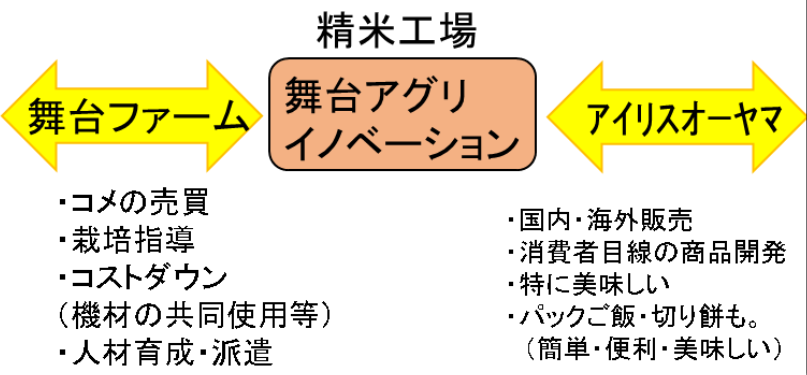 精米工場
舞台ファーム
舞台アグリ
イノベーション
アイリスオーヤマ
・コメの売買
・栽培指導
・コストダウン
（機材の共同使用等）
・人材育成・派遣
・国内・海外販売
・消費者目線の商品開発
・特に美味しい
・パックご飯・切り餅も。
（簡単・便利・美味しい）